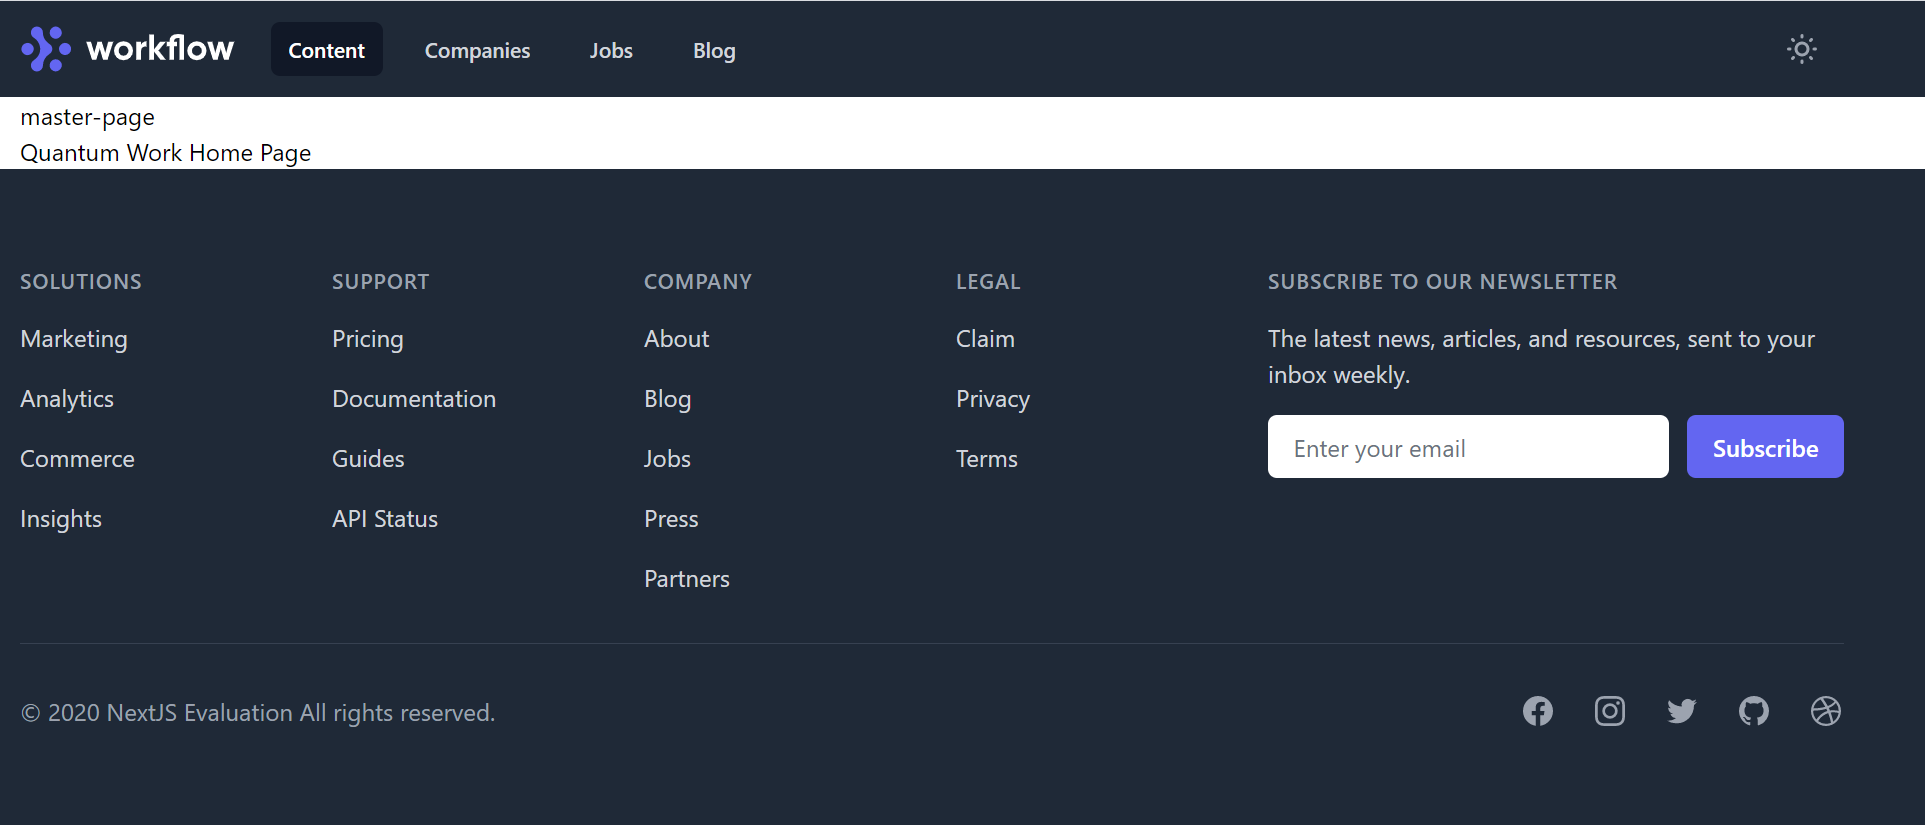 workflow Content Companies Jobs Blog
master-page
Quantum Work Home Page
SOLUTIONS
Marketing
Analytics
Commerce
Insights
SUPPORT
Pricing
Documentation
Guides
API Status
COMPANY
About
Blog
Jobs
Press
Partners
LEGAL
Claim
Privacy
Terms
SUBSCRIBE TO OUR NEWSLETTER
The latest news, articles, and resources, sent to your
inbox weekly.
Enter your email Subscribe
© 2020 NextJS Evaluation All rights reserved.